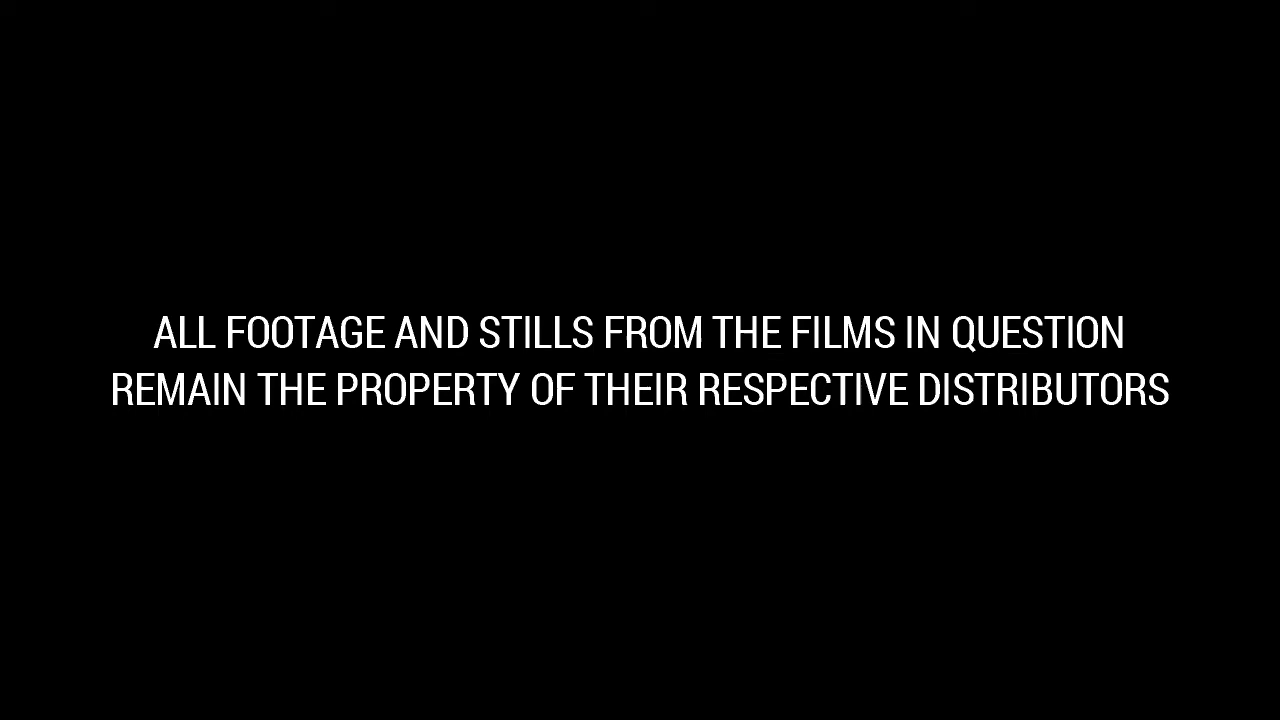 ALL FOOTAGE AND STILLS FROM THE FILMS IN QUESTION
REMAIN THE PROPERTY OF THEIR RESPECTIVE DISTRIBUTORS